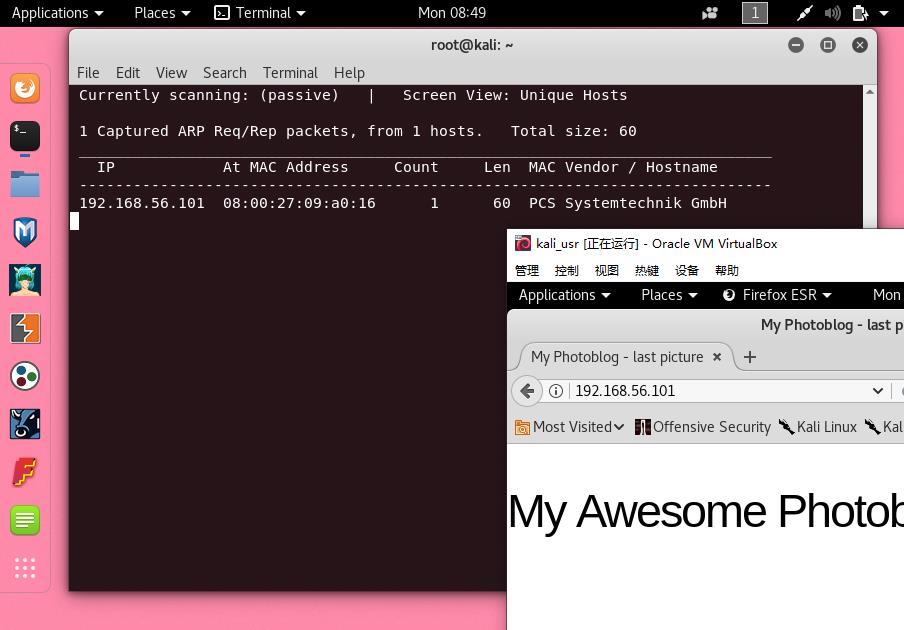 Applications Places Terminal Mon 08:49 1
root@kali: ~
File Edit View Search Terminal Help
Currently scanning: (passive) | Screen View: Unique Hosts
1 Captured ARP Req/Rep packets, from 1 hosts. Total size: 60
IP At MAC Address Count Len MAC Vendor / Hostname
192.168.56.101 08:00:27:09:a0:16 1 60 PCS Systemtechnik GmbH
kali_usr [正在运行] - Oracle VM VirtualBox
管理 控制 视图 热键 设备 帮助
Applications Places Firefox ESR Mon
My Photoblog - last p
My Photoblog - last picture
192.168.56.101
Most Visited Offensive Security Kali Linux Kal
My Awesome Photob